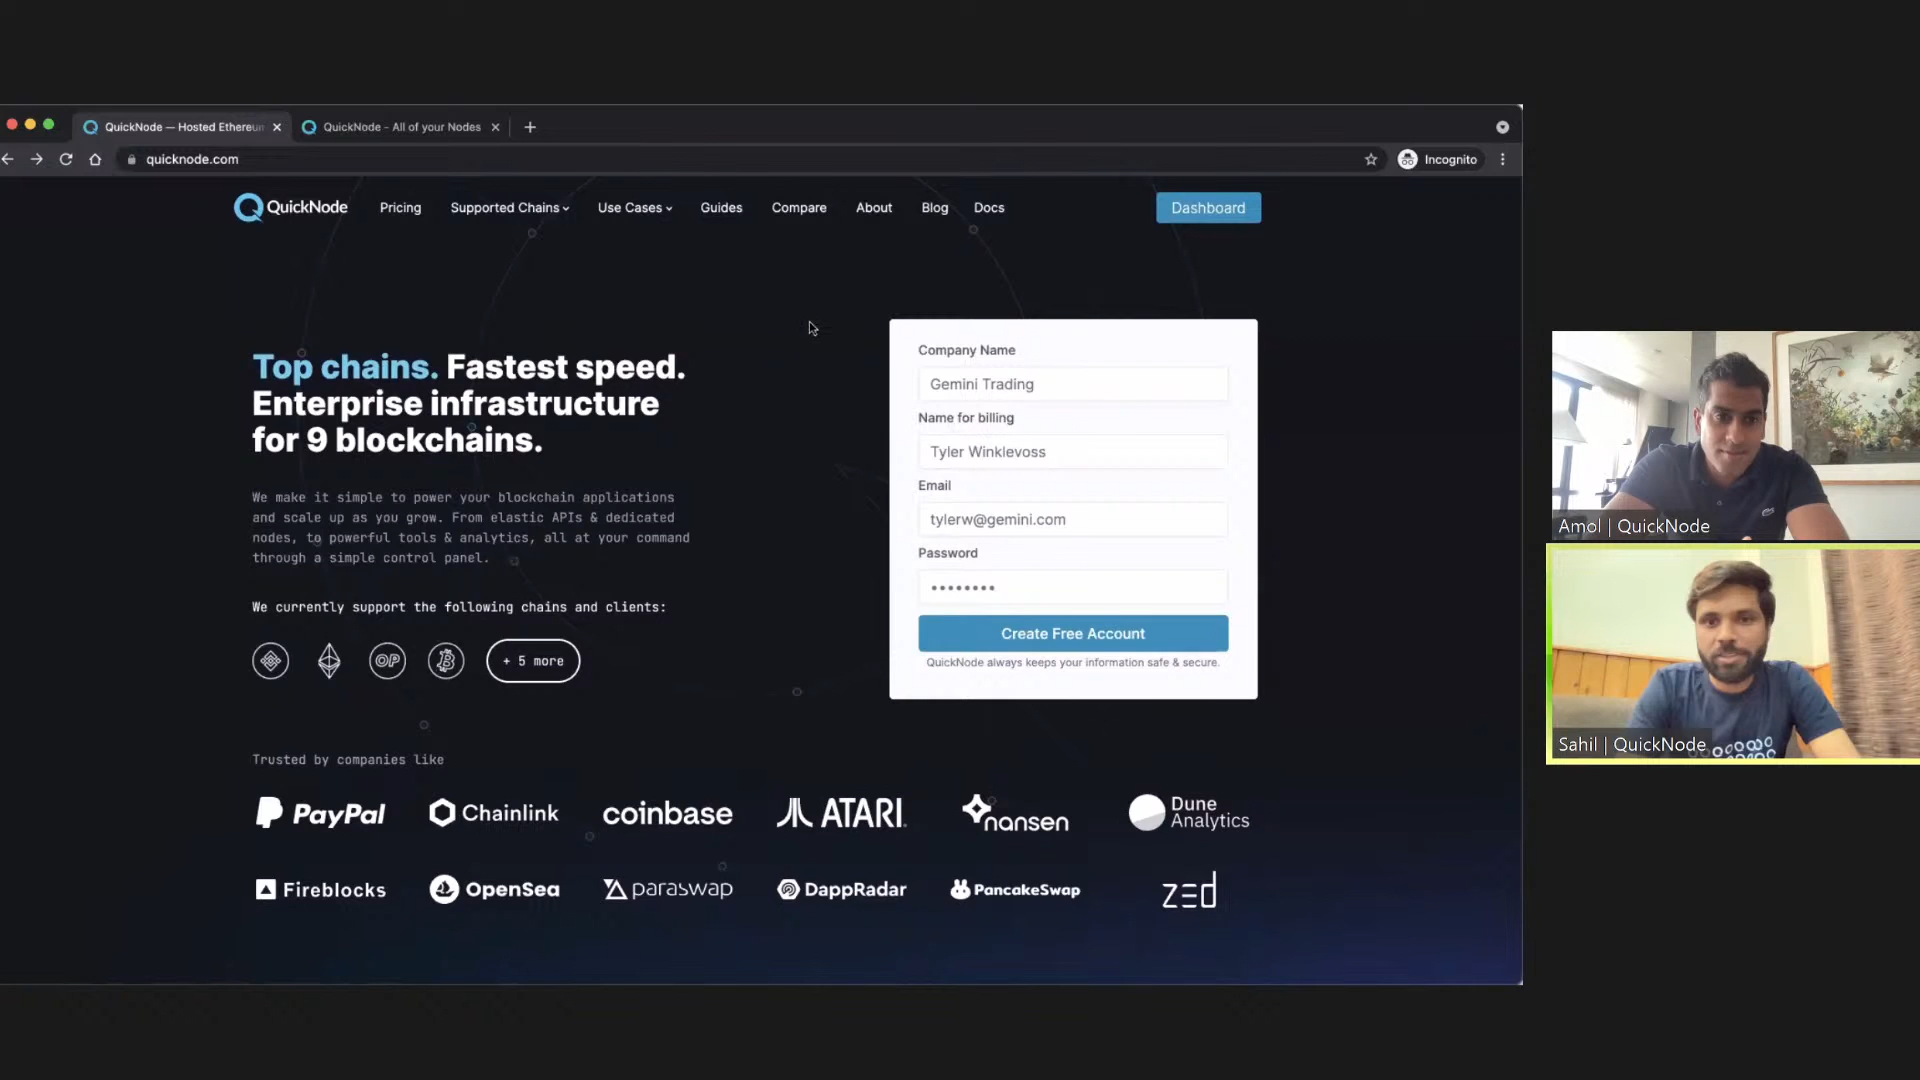 QuickNode — Hosted Ethereum
QuickNode - All of your Nodes
quicknode.com
Incognito
QuickNode
Pricing
Supported Chains
Use Cases
Guides
Compare
About
Blog
Docs
Dashboard
Top chains. Fastest speed.
Enterprise infrastructure
for 9 blockchains.
We make it simple to power your blockchain applications
and scale up as you grow. From elastic APIs & dedicated
nodes, to powerful tools & analytics, all at your command
through a simple control panel.
We currently support the following chains and clients:
OP
+ 5 more
Company Name
Gemini Trading
Name for billing
Tyler Winklevoss
Email
tylerw@gemini.com
Password
Create Free Account
QuickNode always keeps your information safe & secure.
Trusted by companies like
PayPal
Chainlink
coinbase
ATARI
nansen
Dune
Analytics
Fireblocks
OpenSea
paraswap
DappRadar
PancakeSwap
zed
Amol | QuickNode
Sahil | QuickNode